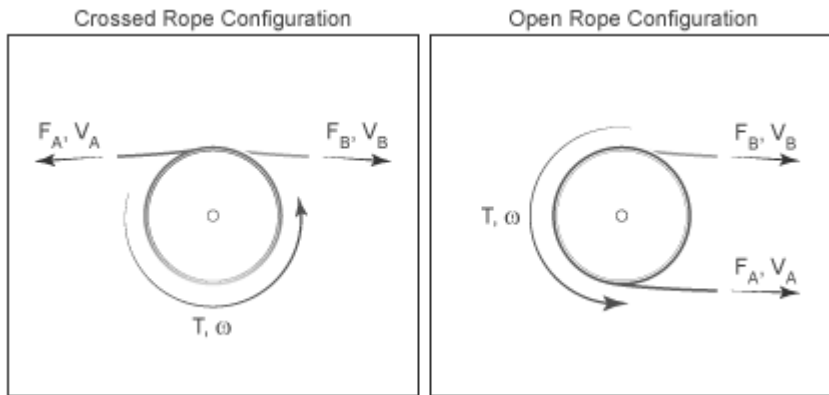 Crossed Rope Configuration
F_A, V_A
F_B, V_B
T, ω
Open Rope Configuration
F_B, V_B
T, ω
F_A, V_A